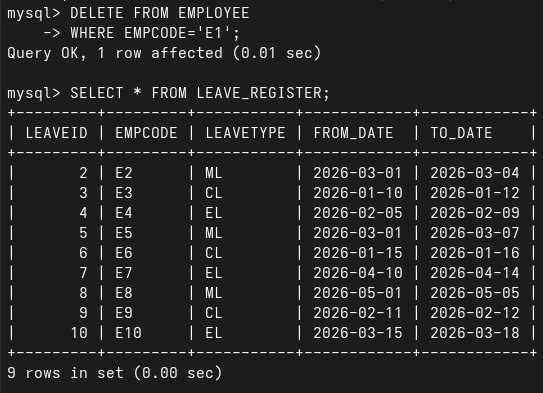 mysql> DELETE FROM EMPLOYEE
    -> WHERE EMPCODE='E1';
Query OK, 1 row affected (0.01 sec)

mysql> SELECT * FROM LEAVE_REGISTER;
+---------+---------+-----------+------------+------------+
| LEAVEID | EMPCODE | LEAVETYPE | FROM_DATE  | TO_DATE    |
+---------+---------+-----------+------------+------------+
|       2 | E2      | ML        | 2026-03-01 | 2026-03-04 |
|       3 | E3      | CL        | 2026-01-10 | 2026-01-12 |
|       4 | E4      | EL        | 2026-02-05 | 2026-02-09 |
|       5 | E5      | ML        | 2026-03-01 | 2026-03-07 |
|       6 | E6      | CL        | 2026-01-15 | 2026-01-16 |
|       7 | E7      | EL        | 2026-04-10 | 2026-04-14 |
|       8 | E8      | ML        | 2026-05-01 | 2026-05-05 |
|       9 | E9      | CL        | 2026-02-11 | 2026-02-12 |
|      10 | E10     | EL        | 2026-03-15 | 2026-03-18 |
+---------+---------+-----------+------------+------------+
9 rows in set (0.00 sec)